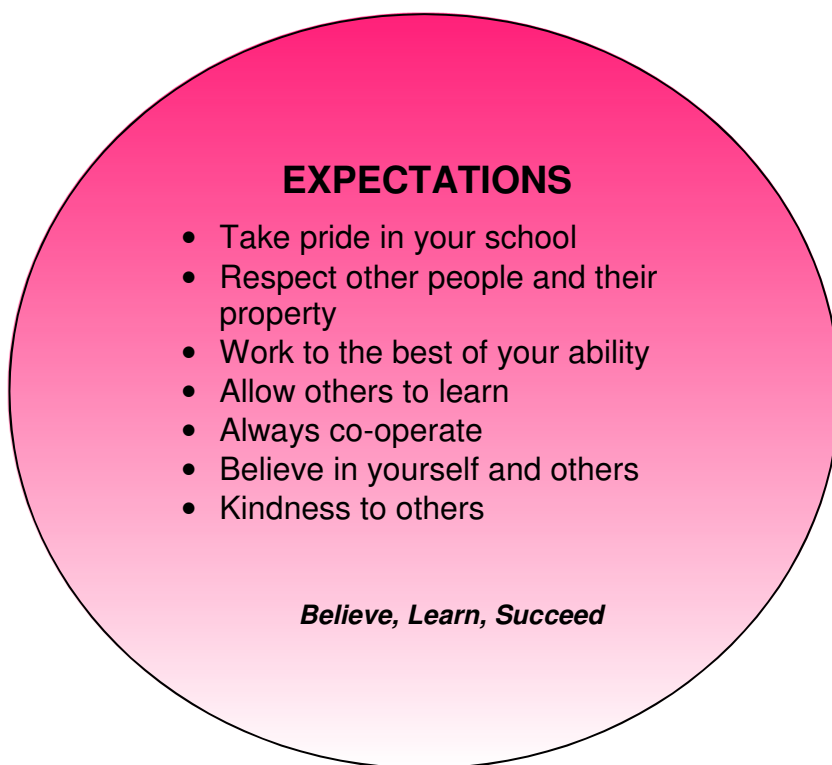 EXPECTATIONS
• Take pride in your school
• Respect other people and their
property
• Work to the best of your ability
• Allow others to learn
• Always co-operate
• Believe in yourself and others
• Kindness to others
Believe, Learn, Succeed